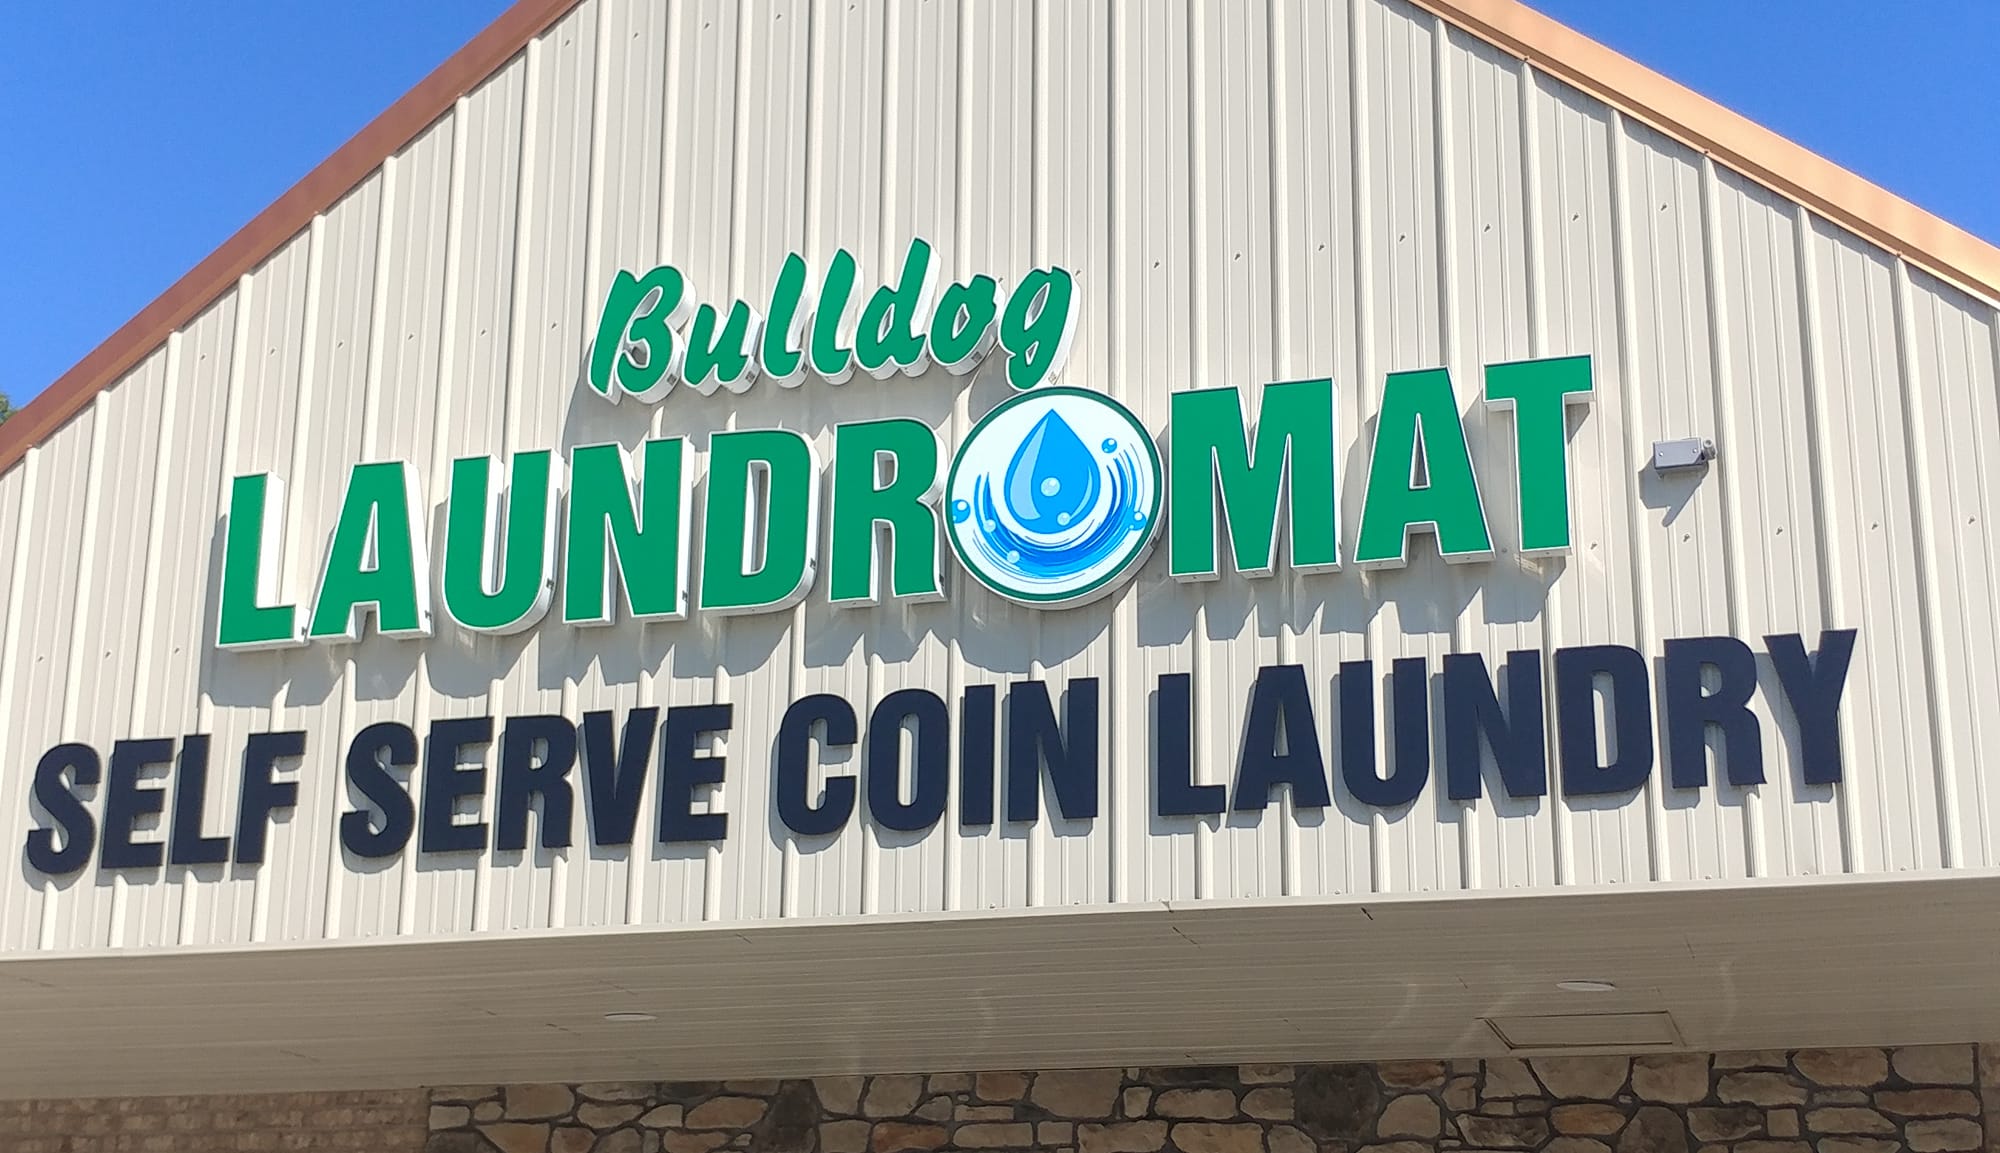 Bulldog
LAUNDROMAT
SELF SERVE COIN LAUNDRY